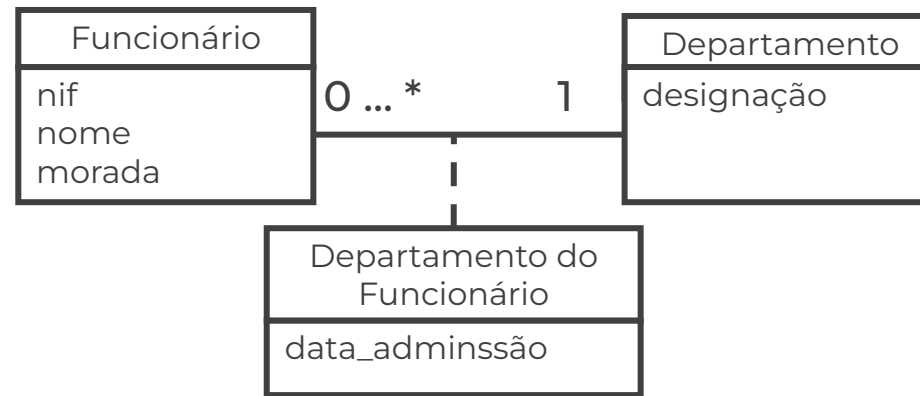 Funcionário
nif
nome
morada
0 ... *
1
Departamento
designação
Departamento do
Funcionário
data_adminssão